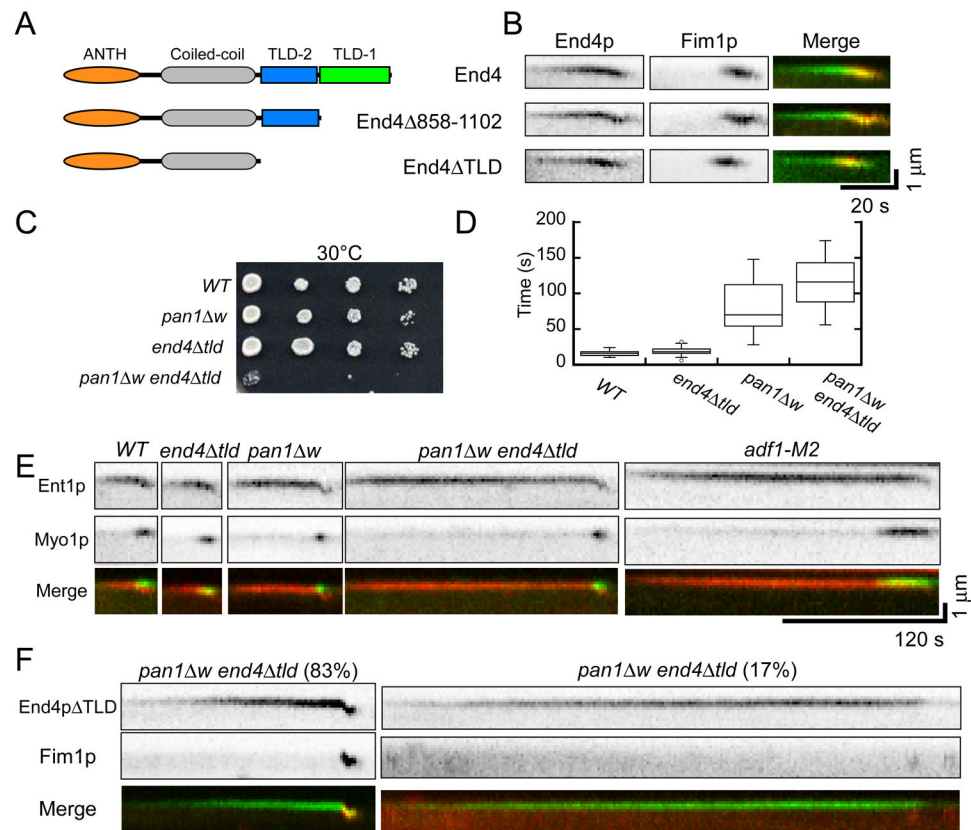 A
ANTH Coiled-coil TLD-2 TLD-1
End4
End4Δ858-1102
End4ΔTLD
B
End4p Fim1p Merge
1 μm
20 s
C
30°C
WT
pan1Δw
end4Δtld
pan1Δw end4Δtld
D
Time (s)
200
150
100
50
0
WT
end4Δtld
pan1Δw
pan1Δw
end4Δtld
E
WT end4Δtld pan1Δw pan1Δw end4Δtld adf1-M2
Ent1p
Myo1p
Merge
1 μm
120 s
F
pan1Δw end4Δtld (83%) pan1Δw end4Δtld (17%)
End4pΔTLD
Fim1p
Merge